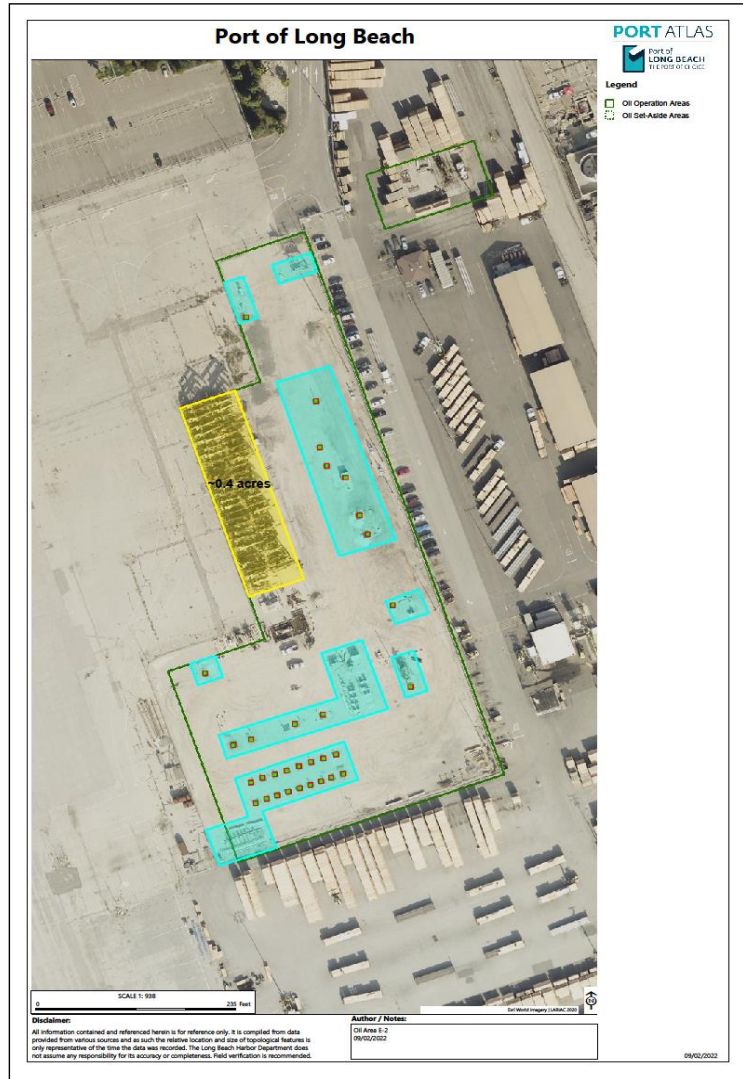 Port of Long Beach
PORT ATLAS
Port of
LONG BEACH
THE PORT OF CHOICE
Legend
Oil Operation Areas
Oil Set-Aside Areas
~0.4 acres
SCALE 1: 938
0 235 Feet
Esri World Imagery | LARIAC 2020
Disclaimer:
All information contained and referenced herein is for reference only. It is compiled from data
provided from various sources and as such the relative location and size of topological features is
only representative of the time the data was recorded. The Long Beach Harbor Department does
not assume any responsibility for its accuracy or completeness. Field verification is recommended.
Author / Notes:
Oil Area E-2
09/02/2022
09/02/2022